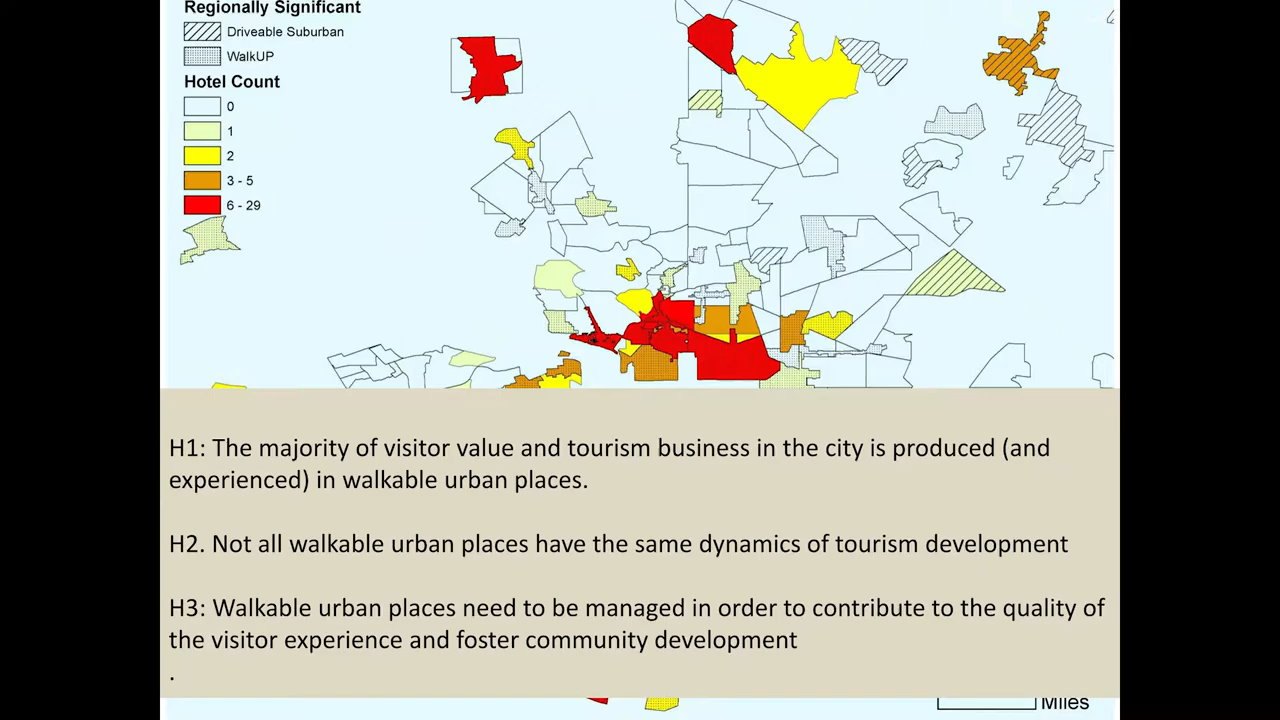 Regionally Significant
Driveable Suburban
WalkUP
Hotel Count
0
1
2
3 - 5
6 - 29
H1: The majority of visitor value and tourism business in the city is produced (and
experienced) in walkable urban places.
H2. Not all walkable urban places have the same dynamics of tourism development
H3: Walkable urban places need to be managed in order to contribute to the quality of
the visitor experience and foster community development
.
Miles